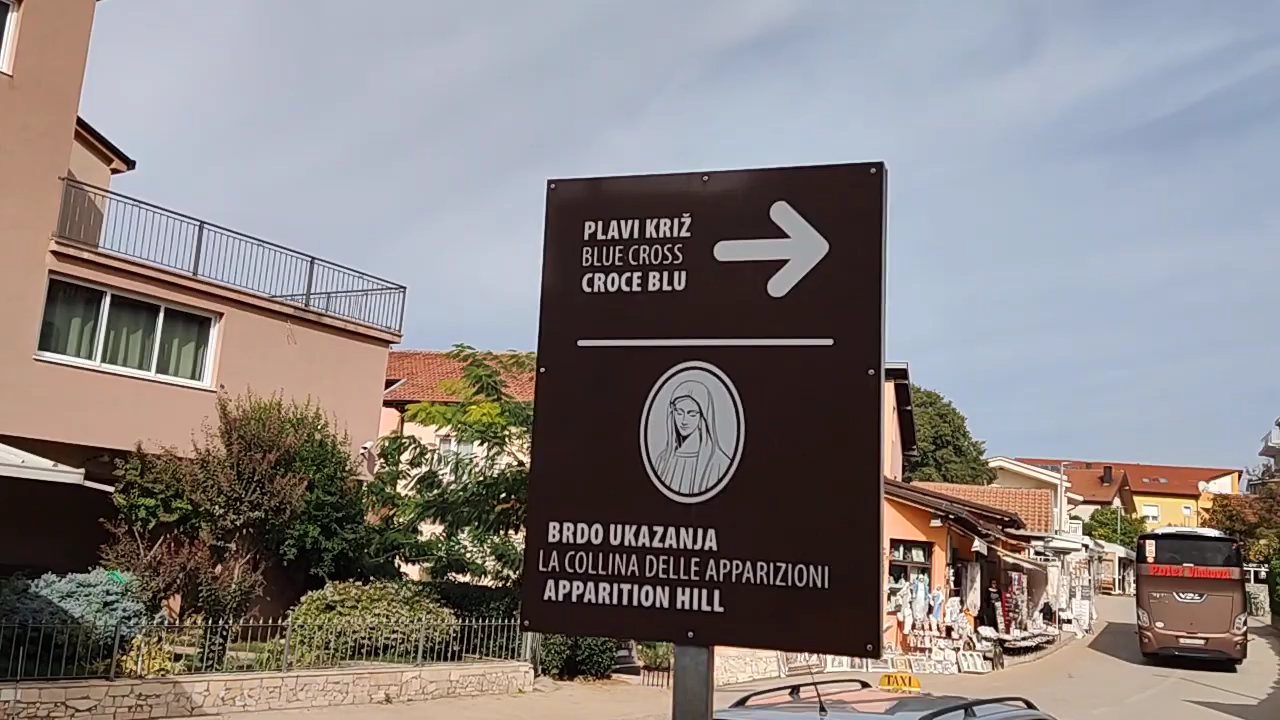 PLAVI KRIŽ
BLUE CROSS
CROCE BLU
BRDO UKAZANJA
LA COLLINA DELLE APPARIZIONI
APPARITION HILL
TAXI